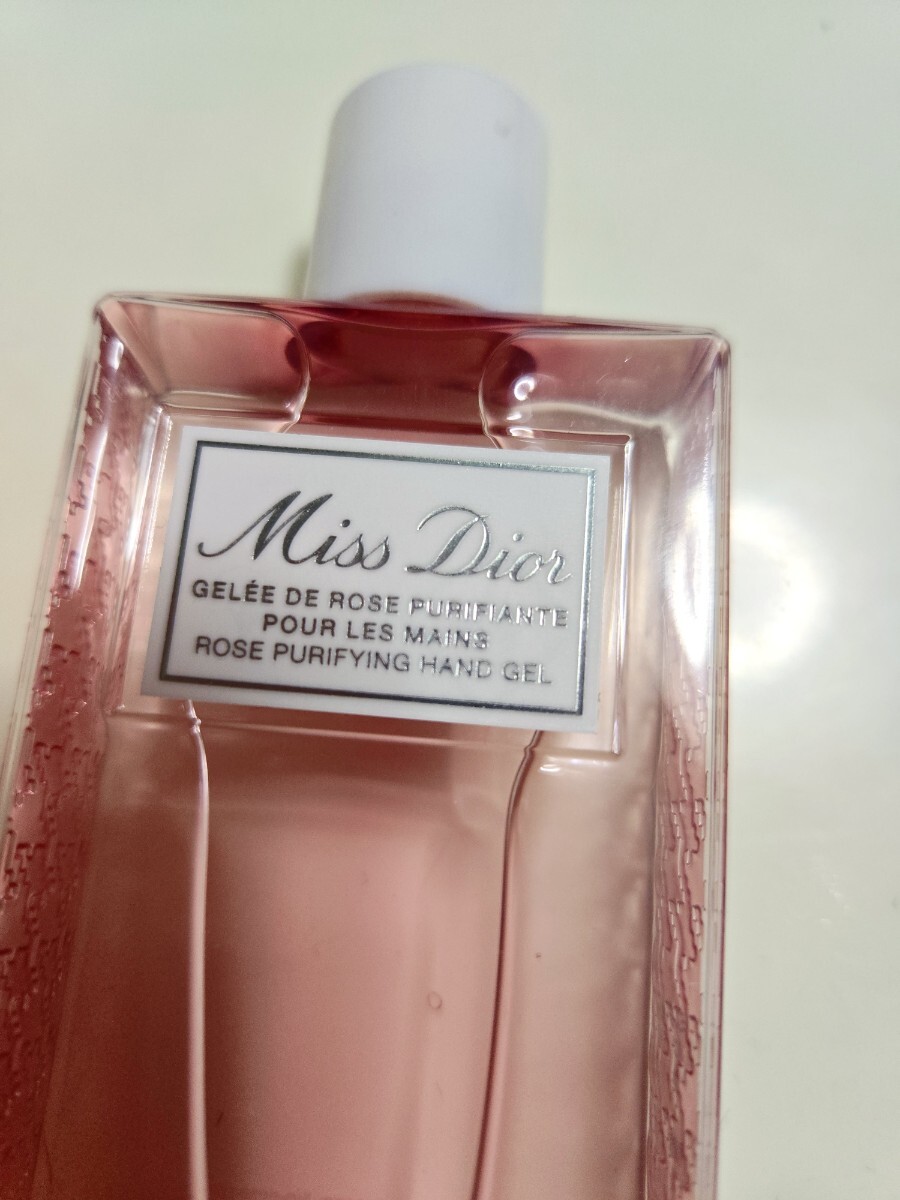 Miss Dior
GELÉE DE ROSE PURIFIANTE
POUR LES MAINS
ROSE PURIFYING HAND GEL